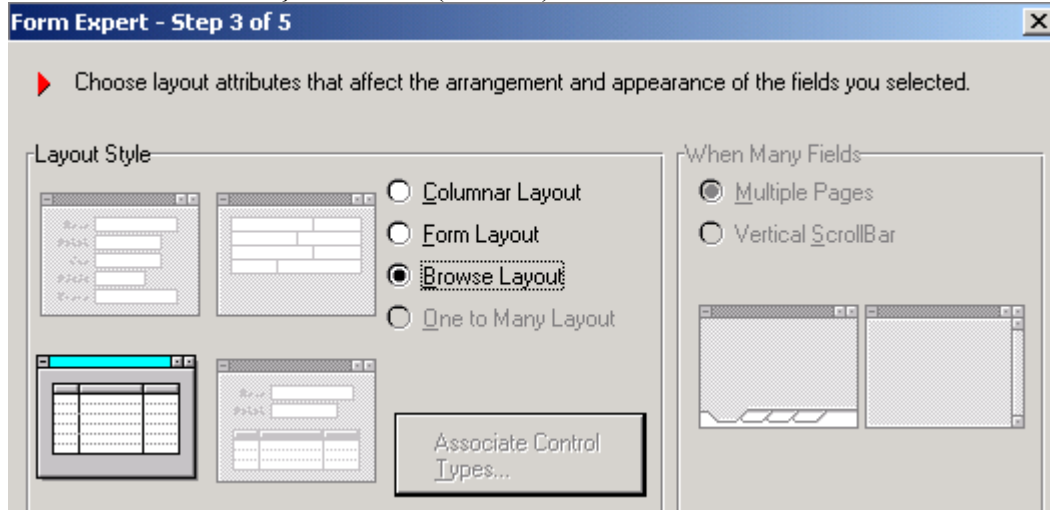 Form Expert - Step 3 of 5
Choose layout attributes that affect the arrangement and appearance of the fields you selected.
Layout Style
Columnar Layout
Form Layout
Browse Layout
One to Many Layout
Associate Control
Types...
When Many Fields
Multiple Pages
Vertical ScrollBar